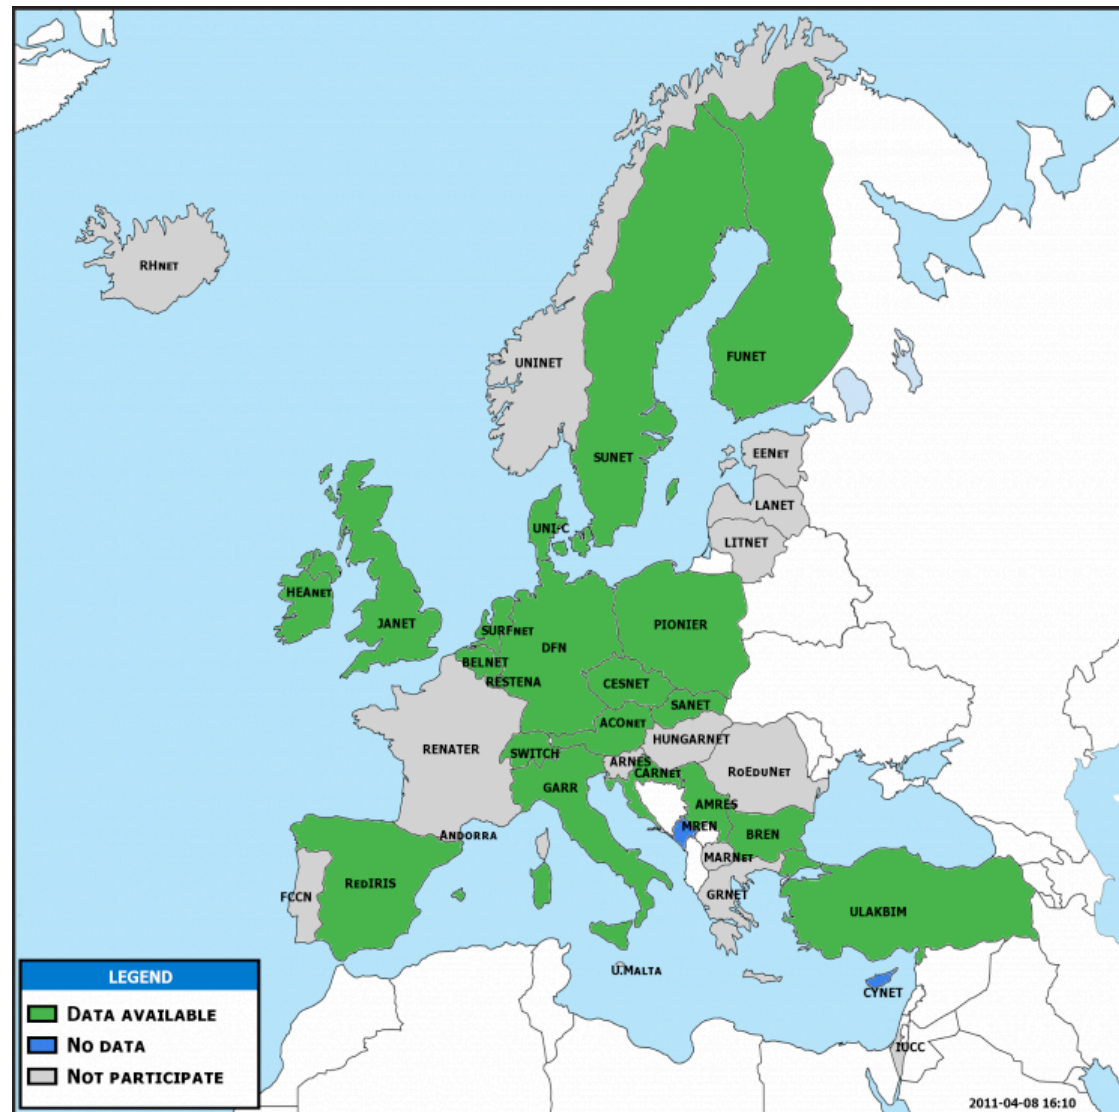 RHnet
UNINET
FUNET
SUNET
EENet
LANET
LITNET
UNI-C
HEAnet
JANET
SURFnet
DFN
PIONIER
BELNET
RESTENA
CESNET
SANET
ACOnet
HUNGARNET
RENATER
SWITCH
ARNES
CARNet
RoEduNet
GARR
AMRES
MREN
BREN
Andorra
MARNet
RedIRIS
FCCN
GRNET
ULAKBIM
U.Malta
CYNET
IUCC
LEGEND
Data available
No data
Not participate
2011-04-08 16:10